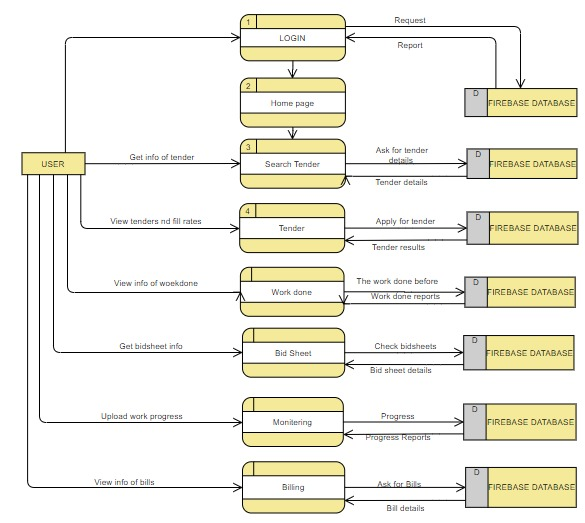 1
LOGIN
Request
Report
2
Home page
D
FIREBASE DATABASE
USER
Get info of tender
3
Search Tender
Ask for tender
details
Tender details
D
FIREBASE DATABASE
View tenders nd fill rates
4
Tender
Apply for tender
Tender results
D
FIREBASE DATABASE
View info of woekdone
Work done
The work done before
Work done reports
D
FIREBASE DATABASE
Get bidsheet info
Bid Sheet
Check bidsheets
Bid sheet details
D
FIREBASE DATABASE
Upload work progress
Monitering
Progress
Progress Reports
D
FIREBASE DATABASE
View info of bills
Billing
Ask for Bills
Bill details
D
FIREBASE DATABASE